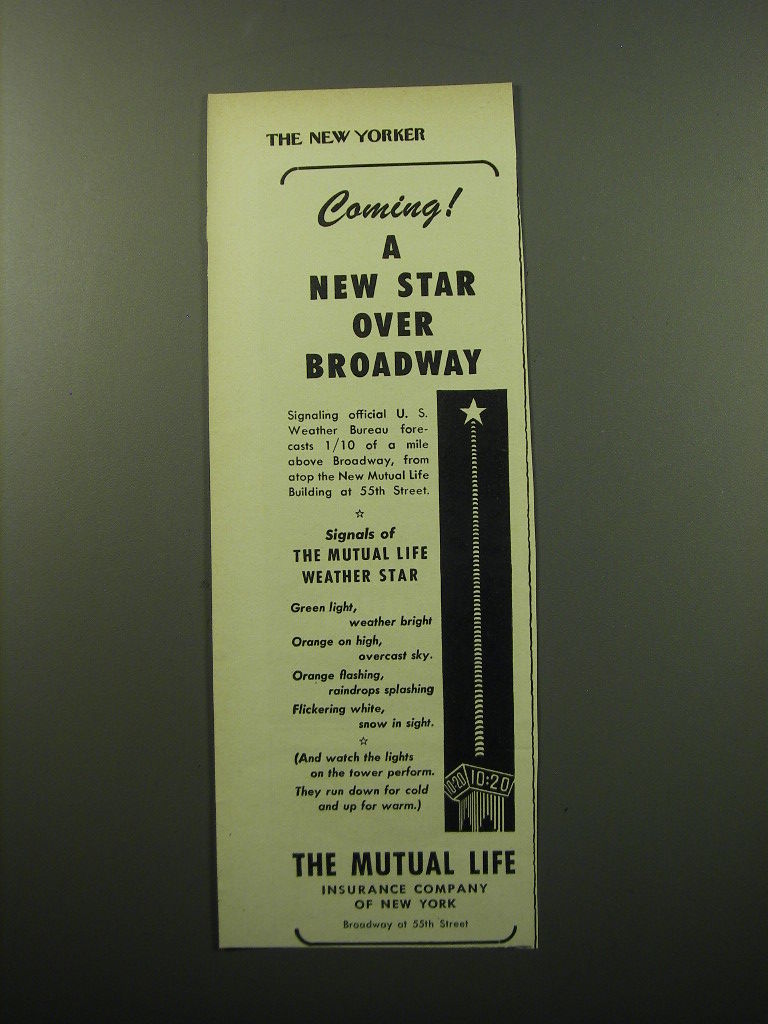 THE NEW YORKER
Coming!
A
NEW STAR
OVER
BROADWAY
Signaling official U. S.
Weather Bureau fore-
casts 1/10 of a mile
above Broadway, from
atop the New Mutual Life
Building at 55th Street.
☆
Signals of
THE MUTUAL LIFE
WEATHER STAR
Green light,
weather bright
Orange on high,
overcast sky.
Orange flashing,
raindrops splashing
Flickering white,
snow in sight.
☆
(And watch the lights
on the tower perform.
They run down for cold
and up for warm.)
10:20 10:20
THE MUTUAL LIFE
INSURANCE COMPANY
OF NEW YORK
Broadway at 55th Street